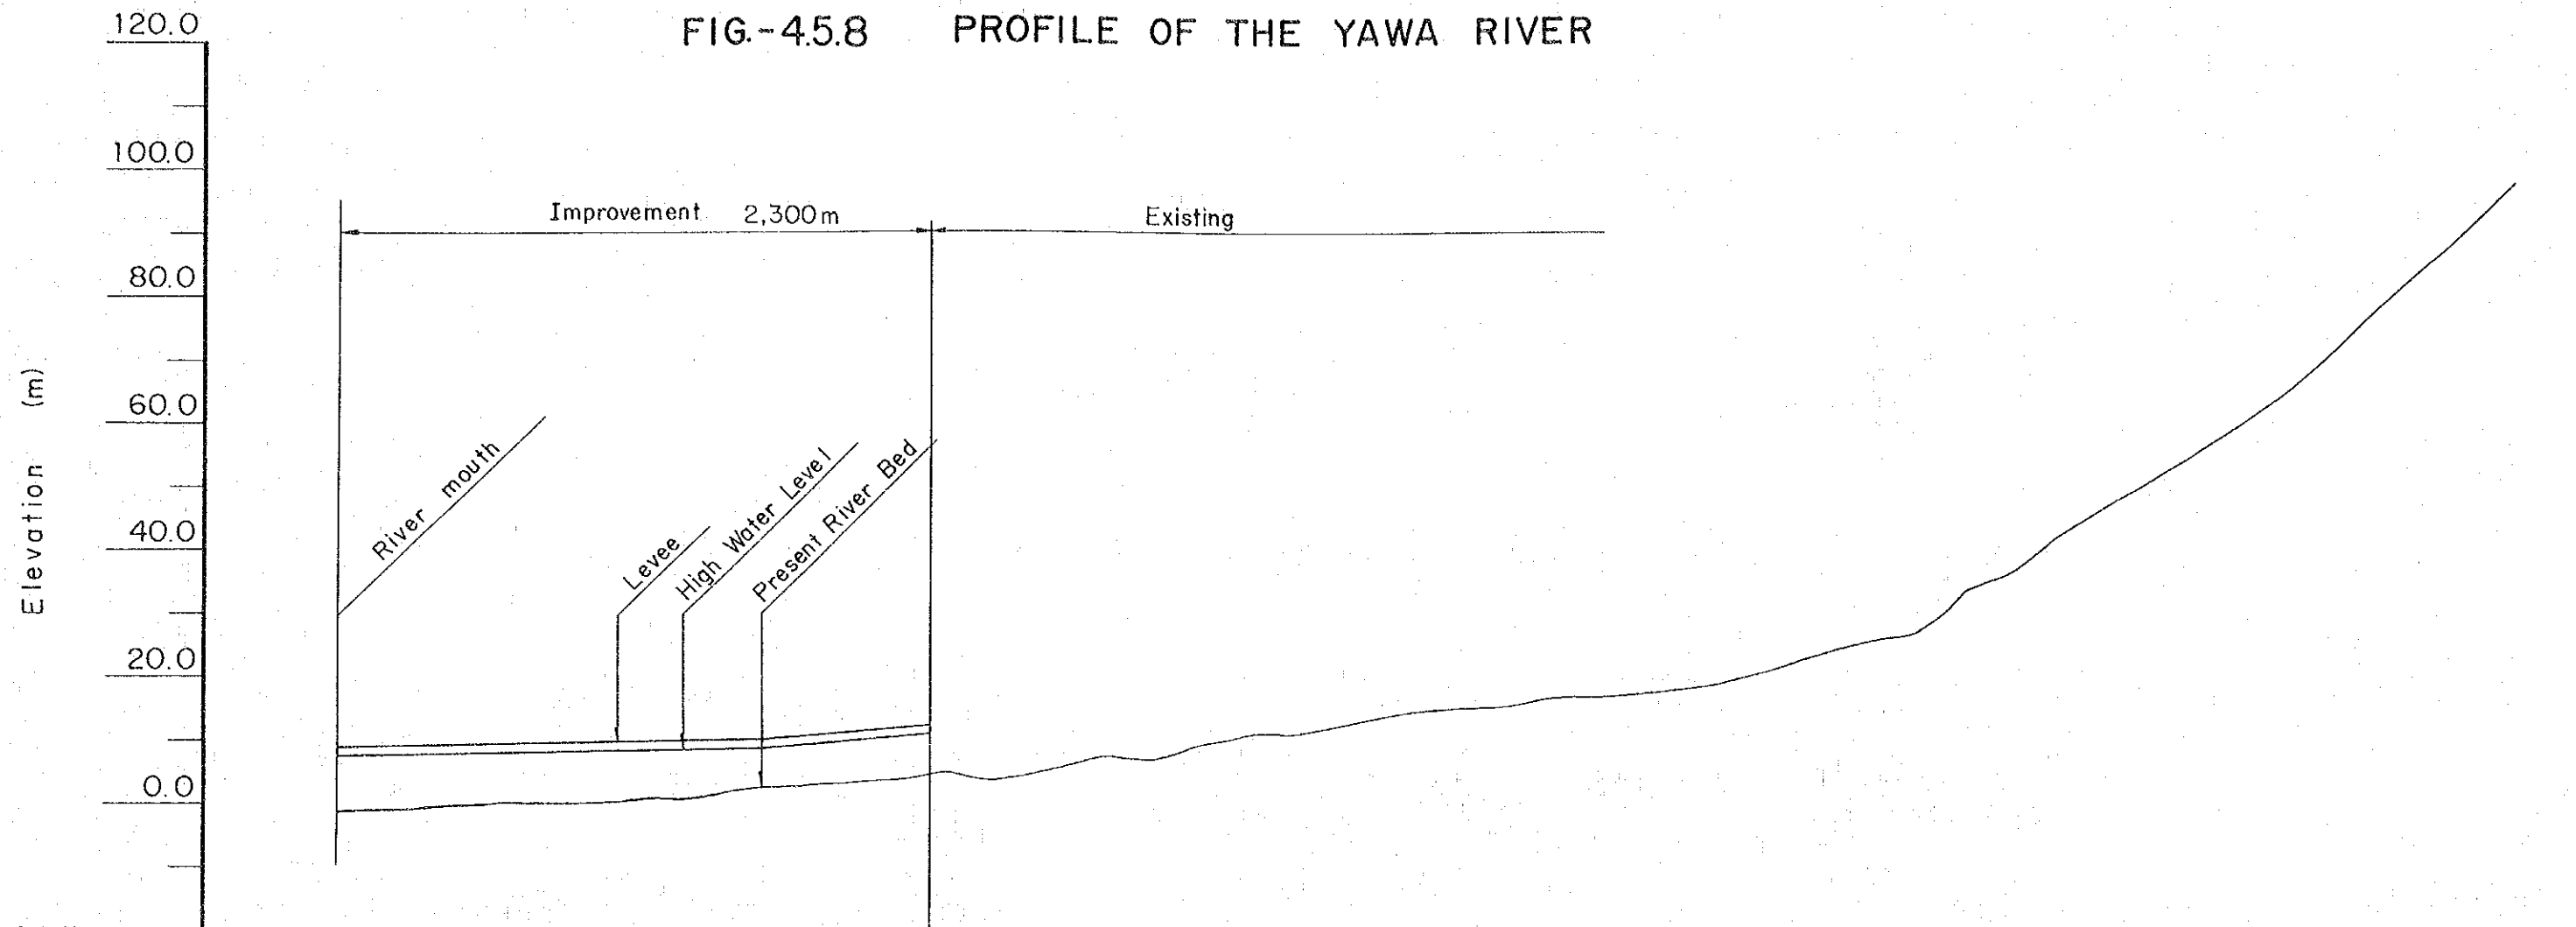 FIG.-4.5.8 PROFILE OF THE YAWA RIVER
120.0
100.0
80.0
60.0
40.0
20.0
0.0
Elevation (m)
Improvement 2,300m
Existing
River mouth
Levee
High Water Level
Present River Bed